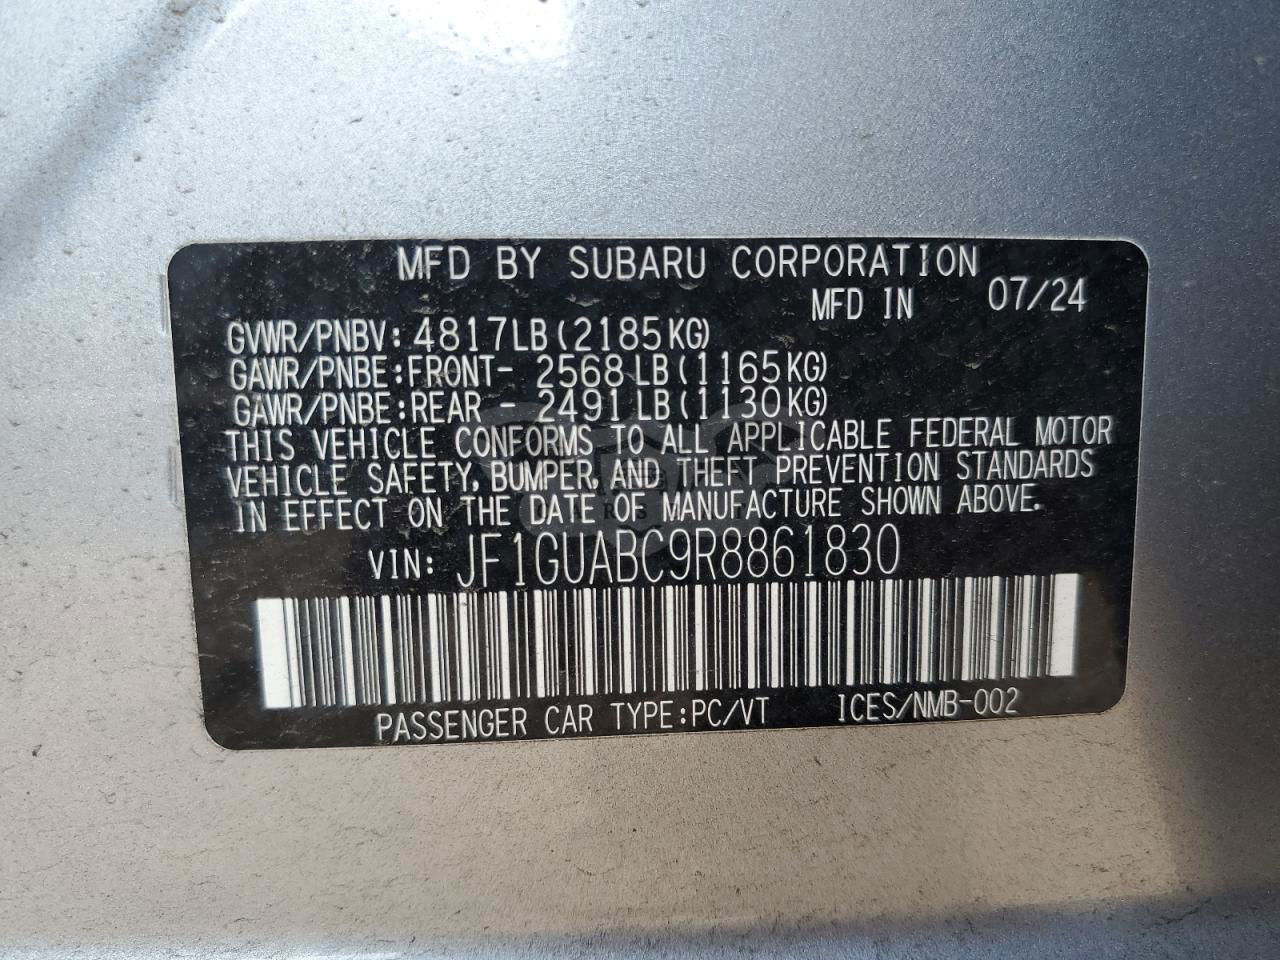 MFD BY SUBARU CORPORATION
MFD IN 07/24
GVWR/PNBV: 4817LB(2185KG)
GAWR/PNBE:FRONT- 2568LB(1165KG)
GAWR/PNBE:REAR - 2491LB(1130KG)
THIS VEHICLE CONFORMS TO ALL APPLICABLE FEDERAL MOTOR
VEHICLE SAFETY, BUMPER, AND THEFT PREVENTION STANDARDS
IN EFFECT ON THE DATE OF MANUFACTURE SHOWN ABOVE.
VIN: JF1GUABC9R8861830
PASSENGER CAR TYPE:PC/VT ICES/NMB-002